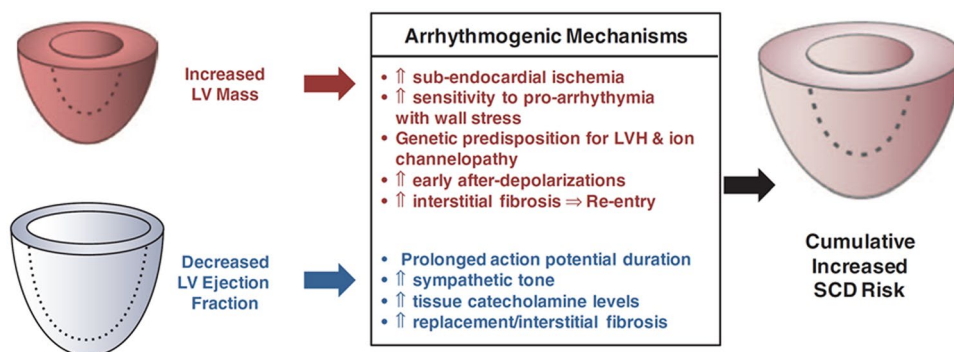 Increased
LV Mass
Decreased
LV Ejection
Fraction
Arrhythmogenic Mechanisms
• ⇑ sub-endocardial ischemia
• ⇑ sensitivity to pro-arrhythymia
with wall stress
• Genetic predisposition for LVH & ion
channelopathy
• ⇑ early after-depolarizations
• ⇑ interstitial fibrosis ⇒ Re-entry
• Prolonged action potential duration
• ⇑ sympathetic tone
• ⇑ tissue catecholamine levels
• ⇑ replacement/interstitial fibrosis
Cumulative
Increased
SCD Risk